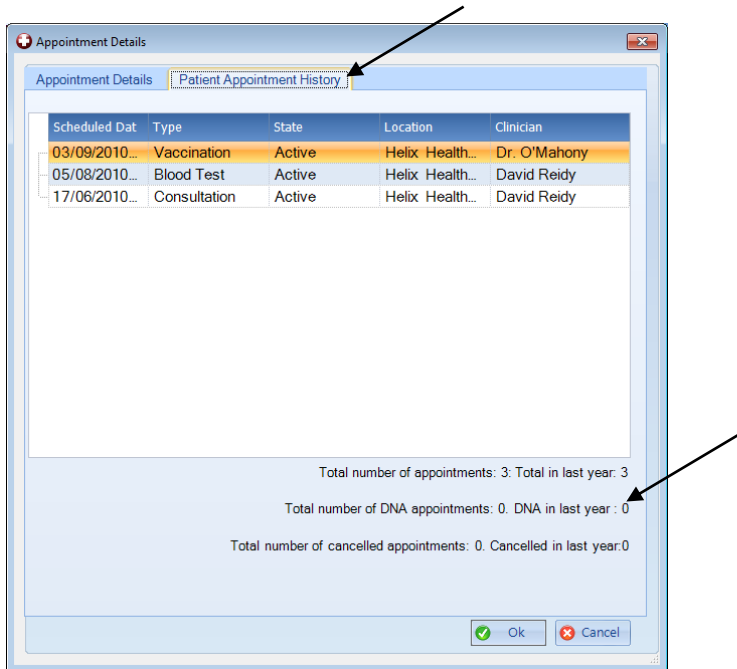 Appointment Details
Appointment Details Patient Appointment History
Scheduled Dat Type State Location Clinician
03/09/2010... Vaccination Active Helix Health... Dr. O'Mahony
05/08/2010... Blood Test Active Helix Health... David Reidy
17/06/2010... Consultation Active Helix Health... David Reidy
Total number of appointments: 3: Total in last year: 3
Total number of DNA appointments: 0. DNA in last year : 0
Total number of cancelled appointments: 0. Cancelled in last year:0
Ok Cancel